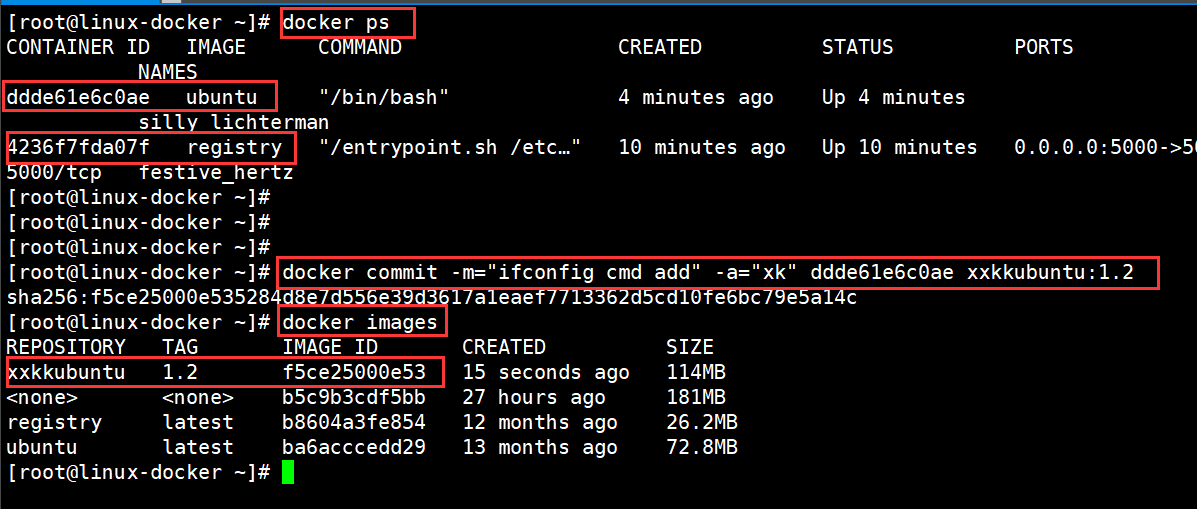 [root@linux-docker ~]# docker ps
CONTAINER ID   IMAGE      COMMAND                  CREATED          STATUS          PORTS
           NAMES
ddde61e6c0ae   ubuntu     "/bin/bash"              4 minutes ago    Up 4 minutes
           silly_lichterman
4236f7fda07f   registry   "/entrypoint.sh /etc…"   10 minutes ago   Up 10 minutes   0.0.0.0:5000->50
5000/tcp   festive_hertz
[root@linux-docker ~]#
[root@linux-docker ~]#
[root@linux-docker ~]#
[root@linux-docker ~]# docker commit -m="ifconfig cmd add" -a="xk" ddde61e6c0ae xxkkubuntu:1.2
sha256:f5ce25000e535284d8e7d556e39d3617a1eaef7713362d5cd10fe6bc79e5a14c
[root@linux-docker ~]# docker images
REPOSITORY   TAG       IMAGE ID       CREATED          SIZE
xxkkubuntu   1.2       f5ce25000e53   15 seconds ago   114MB
<none>       <none>    b5c9b3cdf5bb   27 hours ago     181MB
registry     latest    b8604a3fe854   12 months ago    26.2MB
ubuntu       latest    ba6acccedd29   13 months ago    72.8MB
[root@linux-docker ~]#